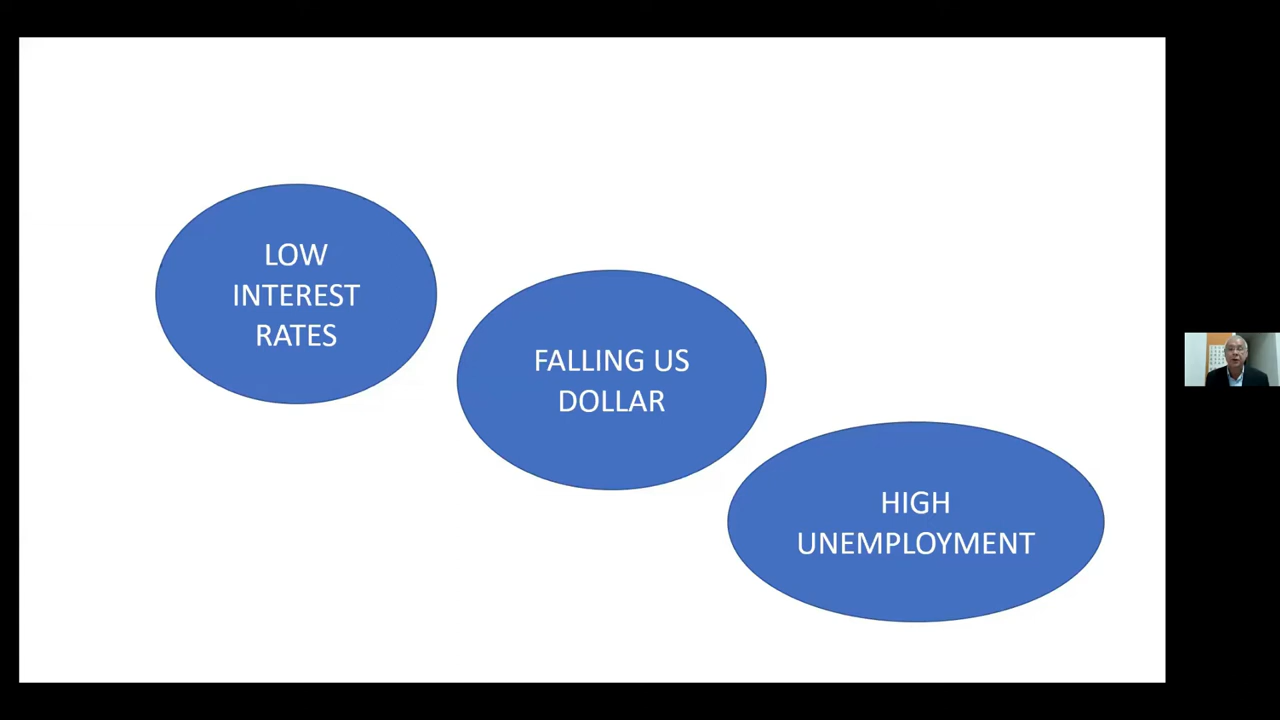 LOW
INTEREST
RATES
FALLING US
DOLLAR
HIGH
UNEMPLOYMENT